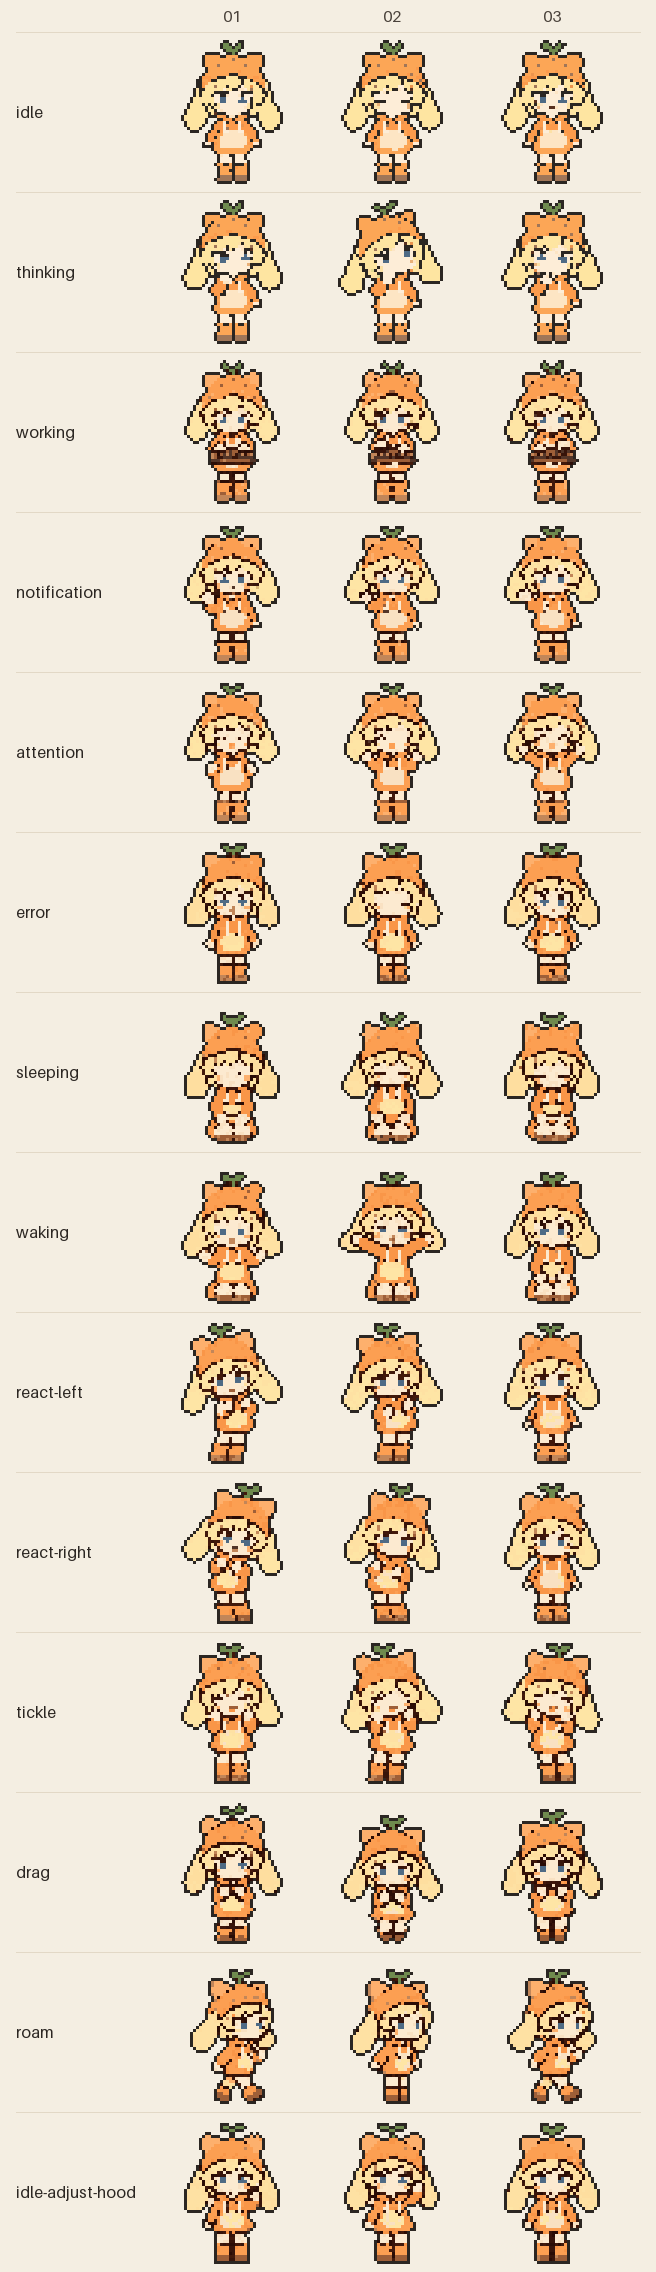 01 02 03
idle
thinking
working
notification
attention
error
sleeping
waking
react-left
react-right
tickle
drag
roam
idle-adjust-hood